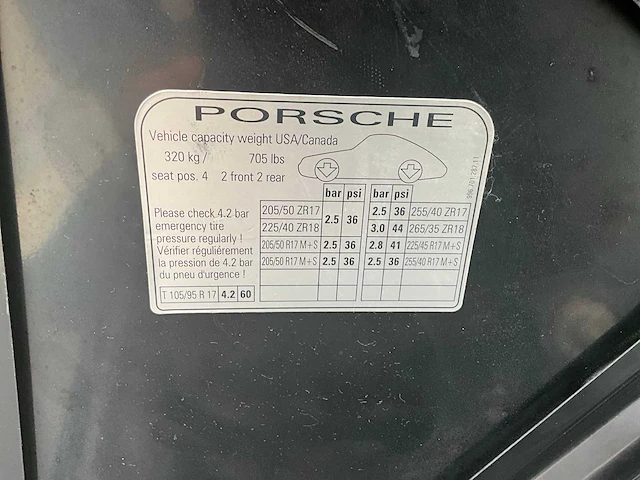 PORSCHE
Vehicle capacity weight USA/Canada
320 kg / 705 lbs
seat pos. 4 2 front 2 rear
bar psi bar psi
Please check 4.2 bar
emergency tire
pressure regularly !
Vérifier réguliérement
la pression de 4.2 bar
du pneu d'urgence !
205/50 ZR17 2.5 36 2.5 36 255/40 ZR17
225/40 ZR18 3.0 44 265/35 ZR18
205/50 R17 M+S 2.5 36 2.8 41 225/45 R17 M+S
205/50 R17 M+S 2.5 36 2.5 36 255/40 R17 M+S
T 105/95 R 17 4.2 60